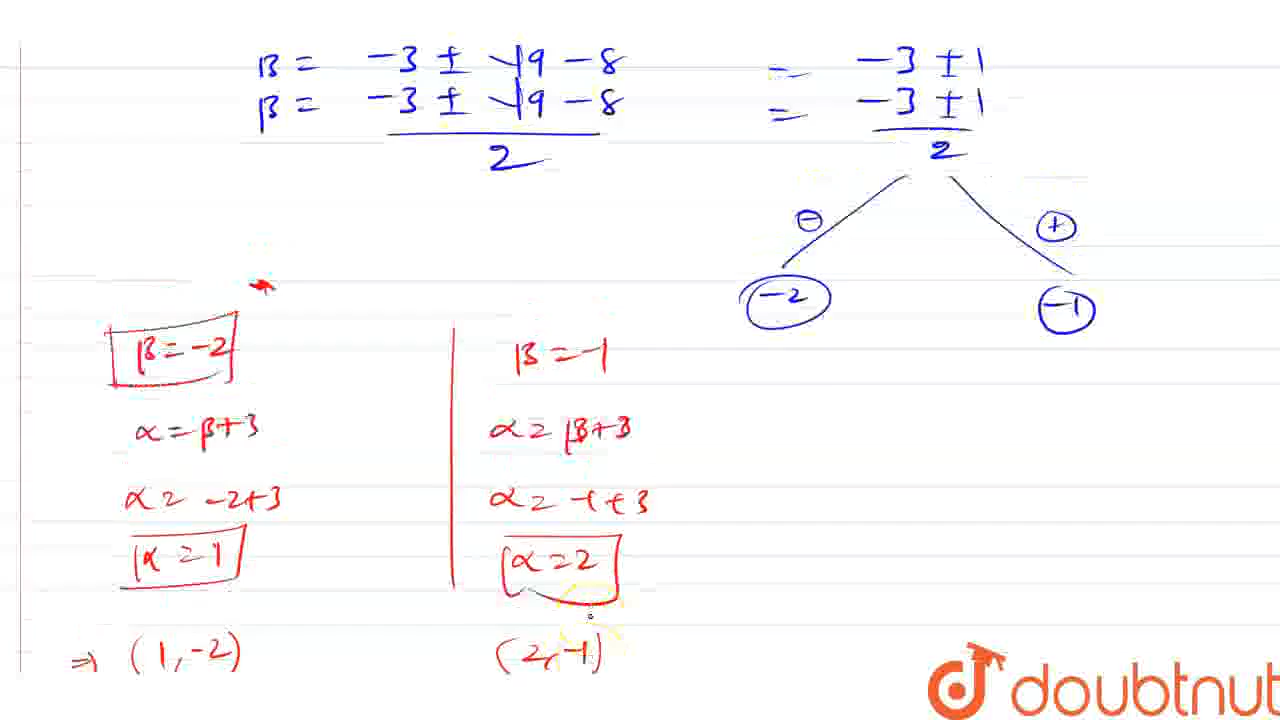 β = -3 ± √9 - 8 = -3 ± 1
β = -3 ± √9 - 8 = -3 ± 1
2 2
⊖ ⊕
-2 -1
β = -2 β = -1
α = β + 3 α = β + 3
α = -2 + 3 α = -1 + 3
α = 1 α = 2
⇒ (1, -2) (2, -1)
doubtnut